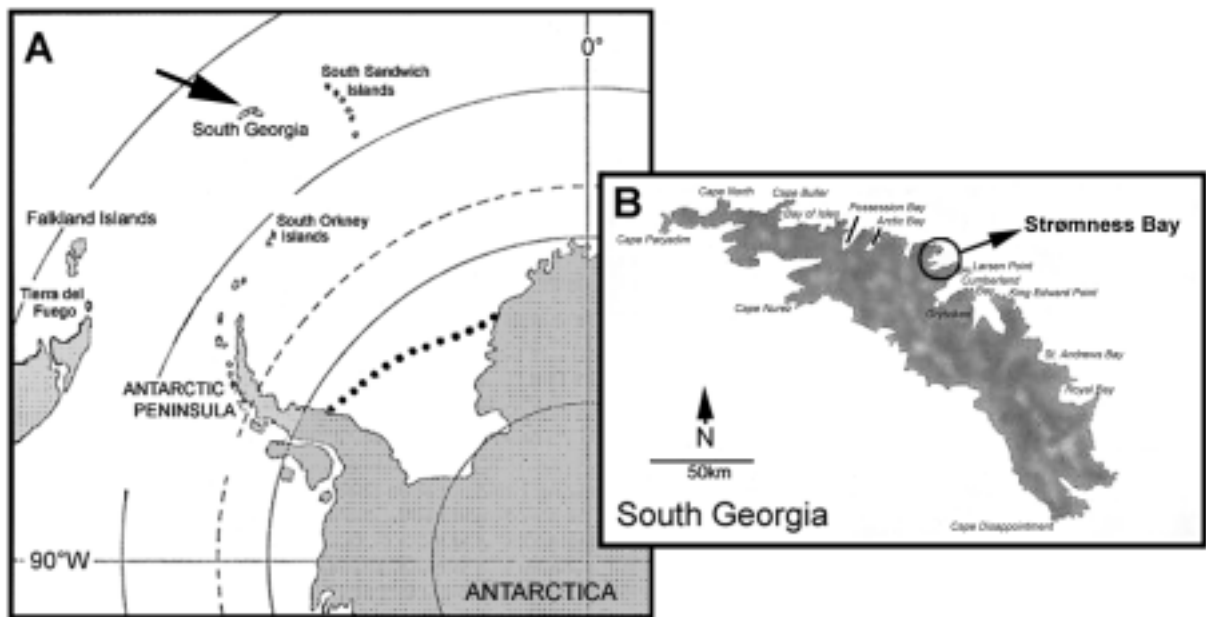 A
0°
South Sandwich
Islands
South Georgia
Falkland Islands
South Orkney
Islands
Tierra del
Fuego
ANTARCTIC
PENINSULA
90°W
ANTARCTICA
B
Cape North
Cape Buller
Possession Bay
Bay of Isles
Antic Bay
Strømness Bay
Cape Paryadin
Larsen Point
Cumberland
Bay
King Edward Point
Cape Nunez
Grytviken
St. Andrews Bay
Royal Bay
N
50km
South Georgia
Cape Disappointment